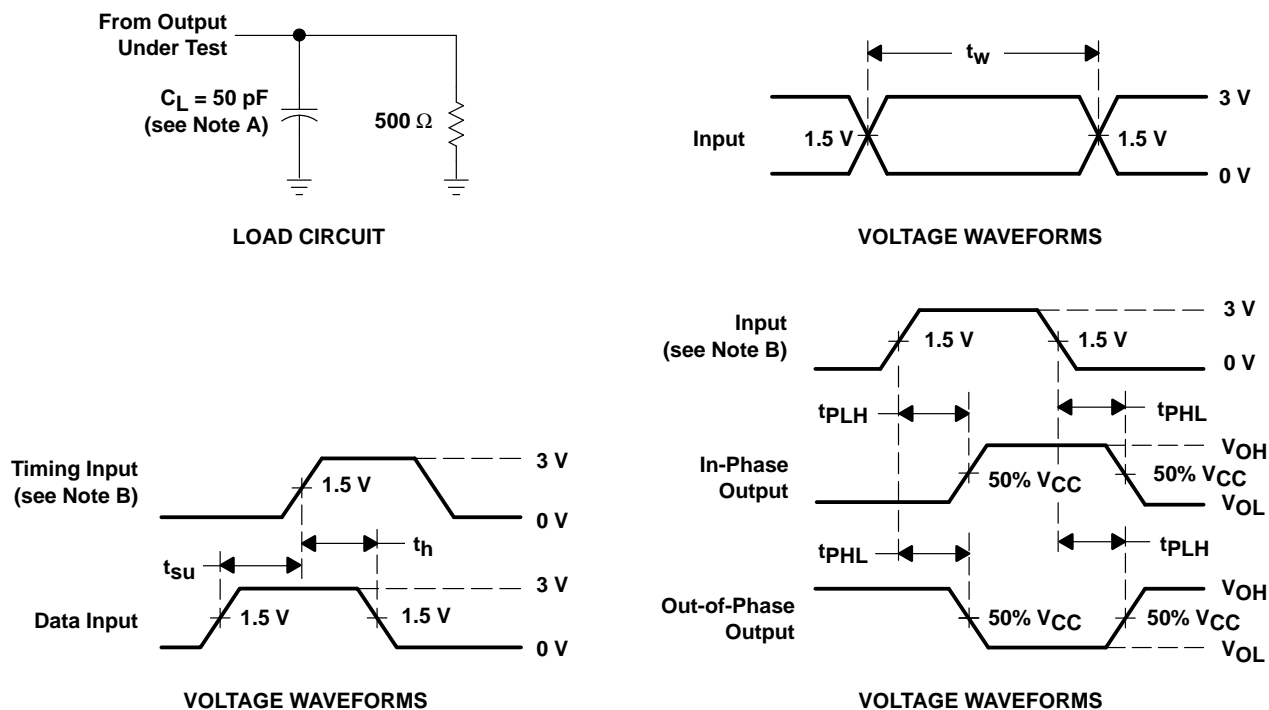 From Output
Under Test
CL = 50 pF
(see Note A)
500 Ω
LOAD CIRCUIT
tw
Input
1.5 V
1.5 V
3 V
0 V
VOLTAGE WAVEFORMS
Timing Input
(see Note B)
1.5 V
3 V
0 V
th
tsu
Data Input
1.5 V
1.5 V
3 V
0 V
VOLTAGE WAVEFORMS
Input
(see Note B)
1.5 V
1.5 V
3 V
0 V
tPLH
tPHL
In-Phase
Output
50% VCC
50% VCC
VOH
VOL
tPHL
tPLH
Out-of-Phase
Output
50% VCC
50% VCC
VOH
VOL
VOLTAGE WAVEFORMS